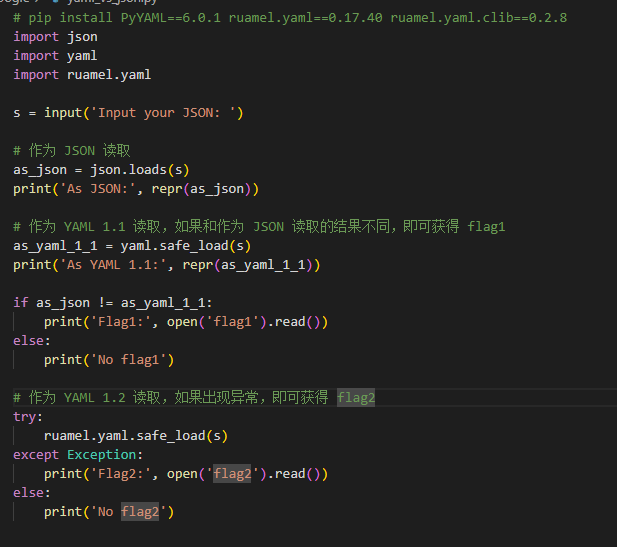 yaml_vs_json.py
# pip install PyYAML==6.0.1 ruamel.yaml==0.17.40 ruamel.yaml.clib==0.2.8
import json
import yaml
import ruamel.yaml
s = input('Input your JSON: ')
# 作为 JSON 读取
as_json = json.loads(s)
print('As JSON:', repr(as_json))
# 作为 YAML 1.1 读取，如果和作为 JSON 读取的结果不同，即可获得 flag1
as_yaml_1_1 = yaml.safe_load(s)
print('As YAML 1.1:', repr(as_yaml_1_1))
if as_json != as_yaml_1_1:
    print('Flag1:', open('flag1').read())
else:
    print('No flag1')
# 作为 YAML 1.2 读取，如果出现异常，即可获得 flag2
try:
    ruamel.yaml.safe_load(s)
except Exception:
    print('Flag2:', open('flag2').read())
else:
    print('No flag2')